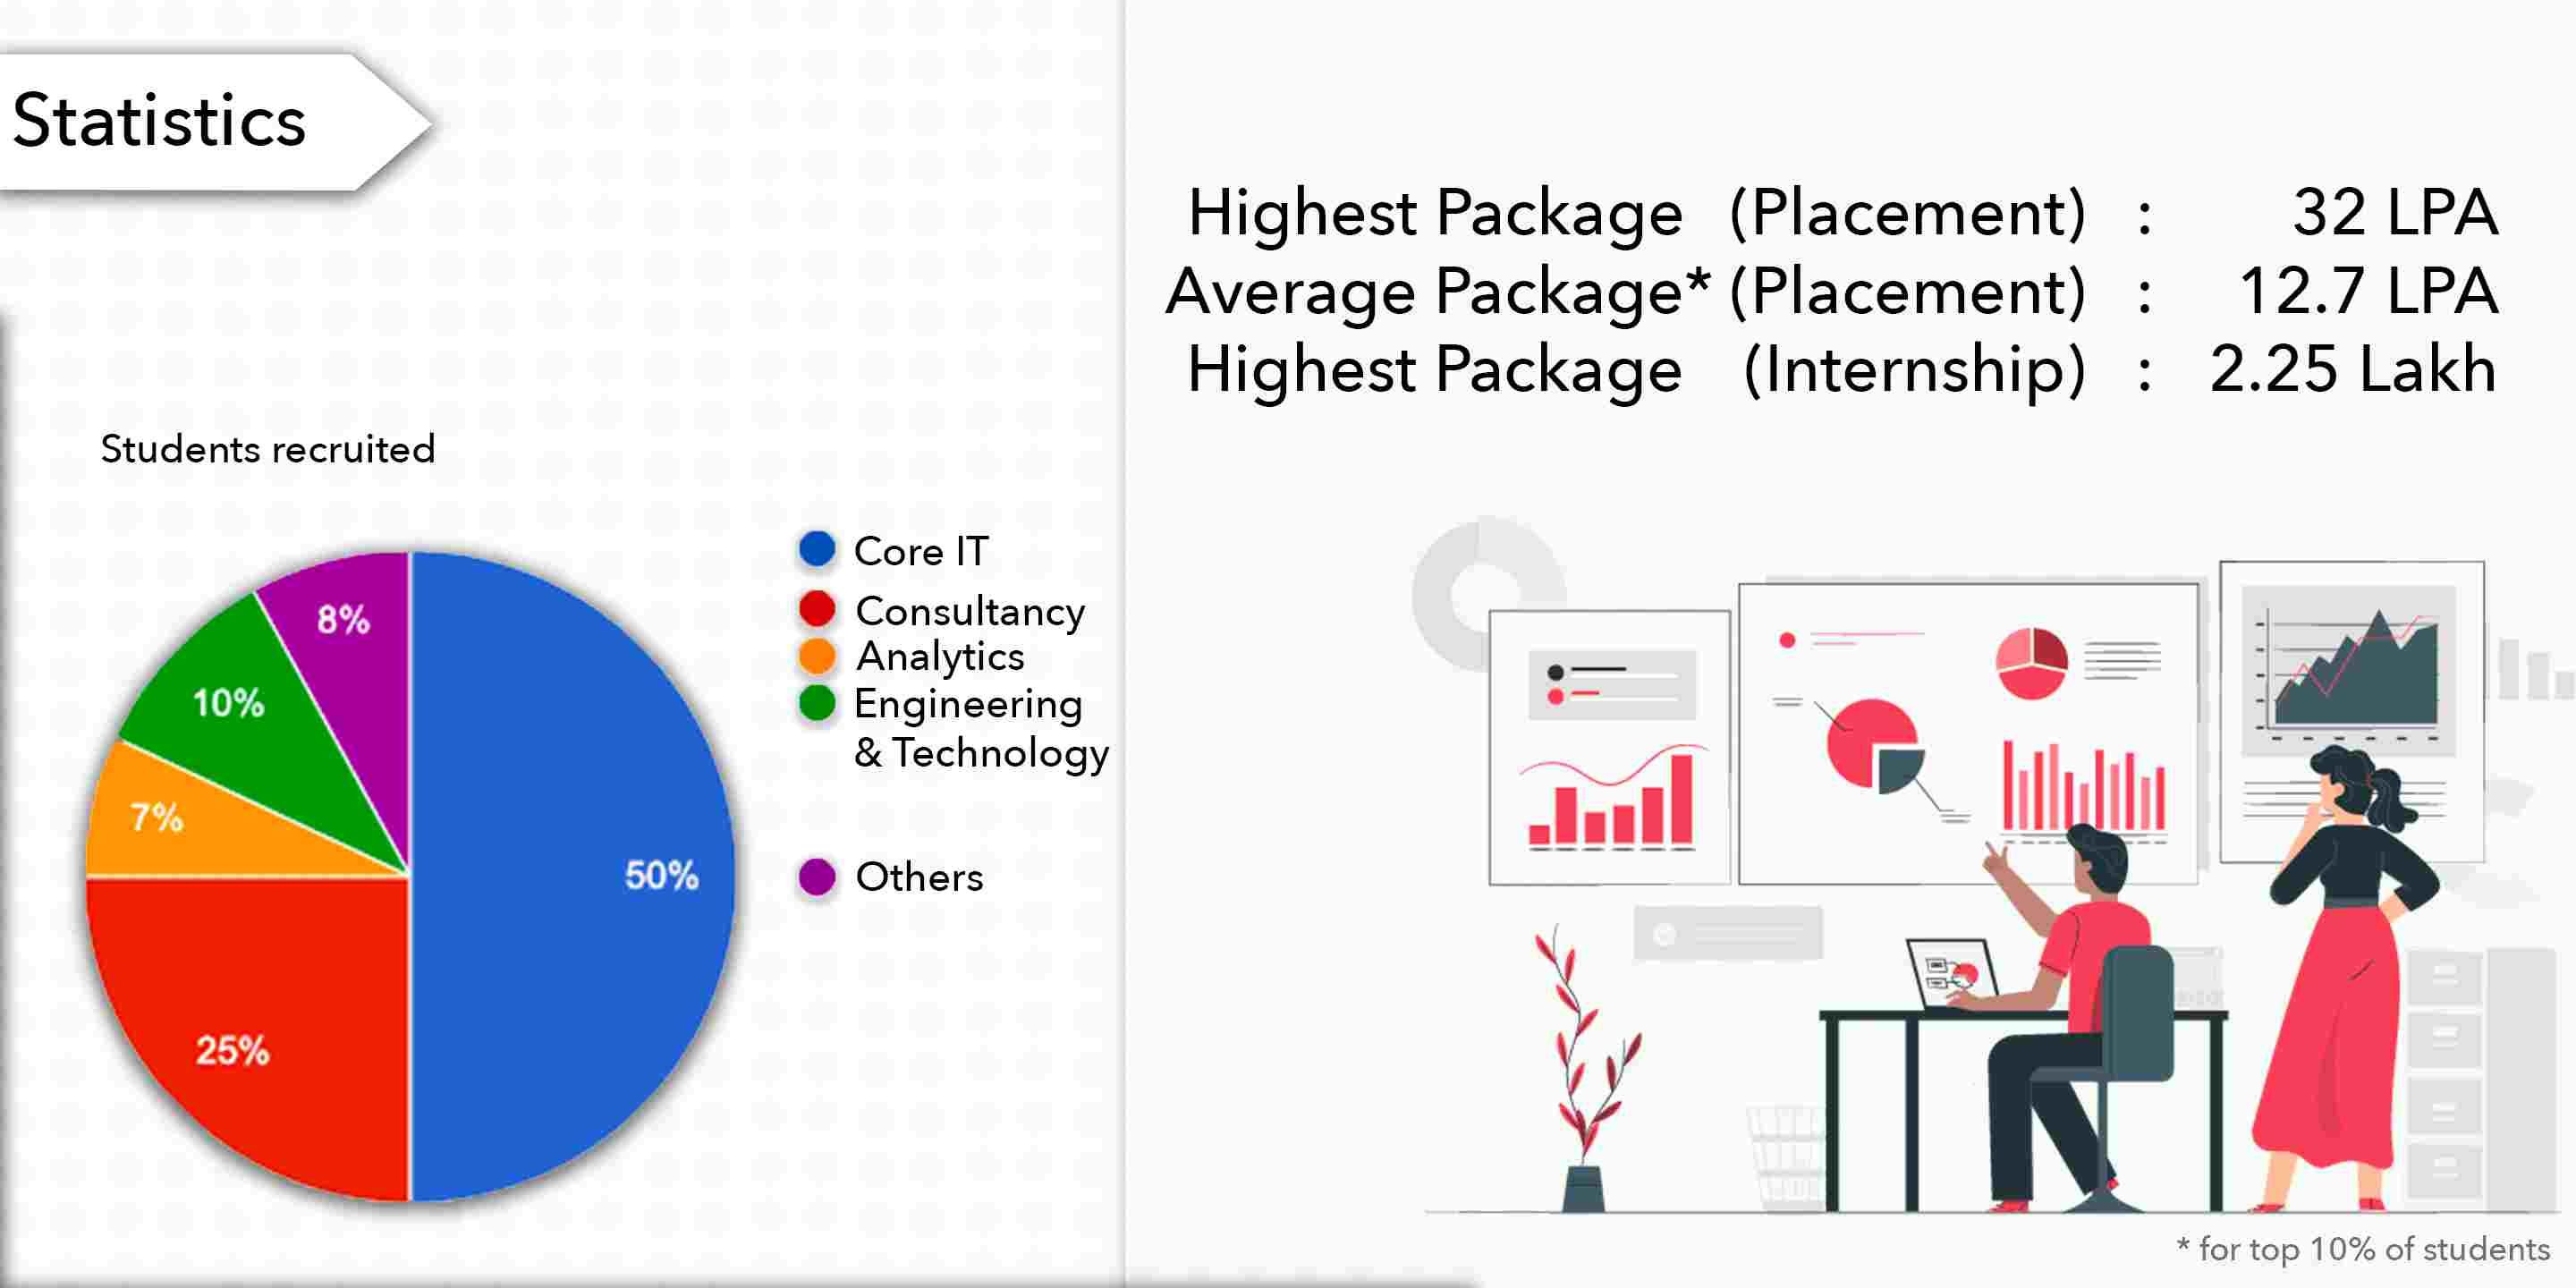 Statistics
Students recruited
8%
10%
7%
50%
25%
Core IT
Consultancy
Analytics
Engineering
& Technology
Others
Highest Package (Placement) : 32 LPA
Average Package* (Placement) : 12.7 LPA
Highest Package (Internship) : 2.25 Lakh
* for top 10% of students